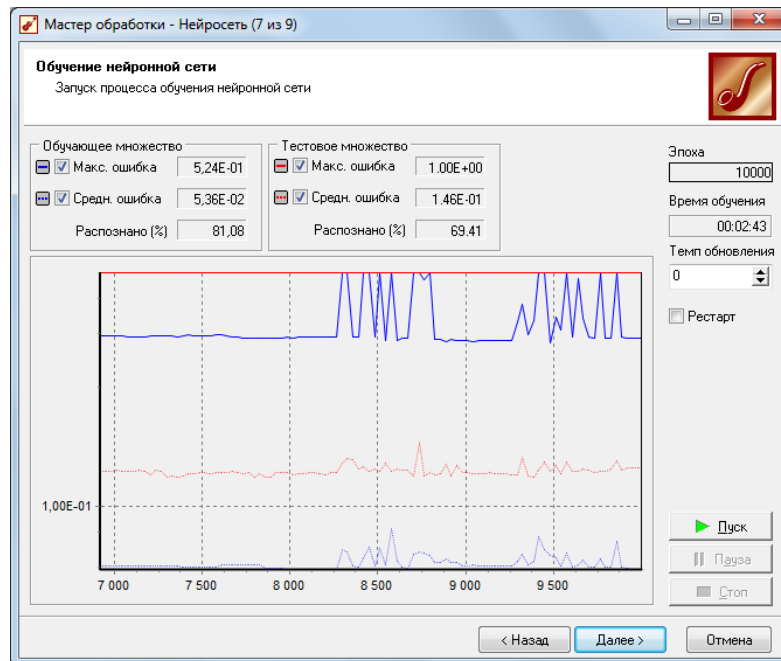 Мастер обработки - Нейросеть (7 из 9)
Обучение нейронной сети
Запуск процесса обучения нейронной сети
Обучающее множество
Макс. ошибка 5,24E-01
Средн. ошибка 5,36E-02
Распознано (%) 81,08
Тестовое множество
Макс. ошибка 1.00E+00
Средн. ошибка 1.46E-01
Распознано (%) 69.41
Эпоха
10000
Время обучения
00:02:43
Темп обновления
0
Рестарт
1,00E-01
7 000 7 500 8 000 8 500 9 000 9 500
Пуск
Пауза
Стоп
< Назад Далее > Отмена